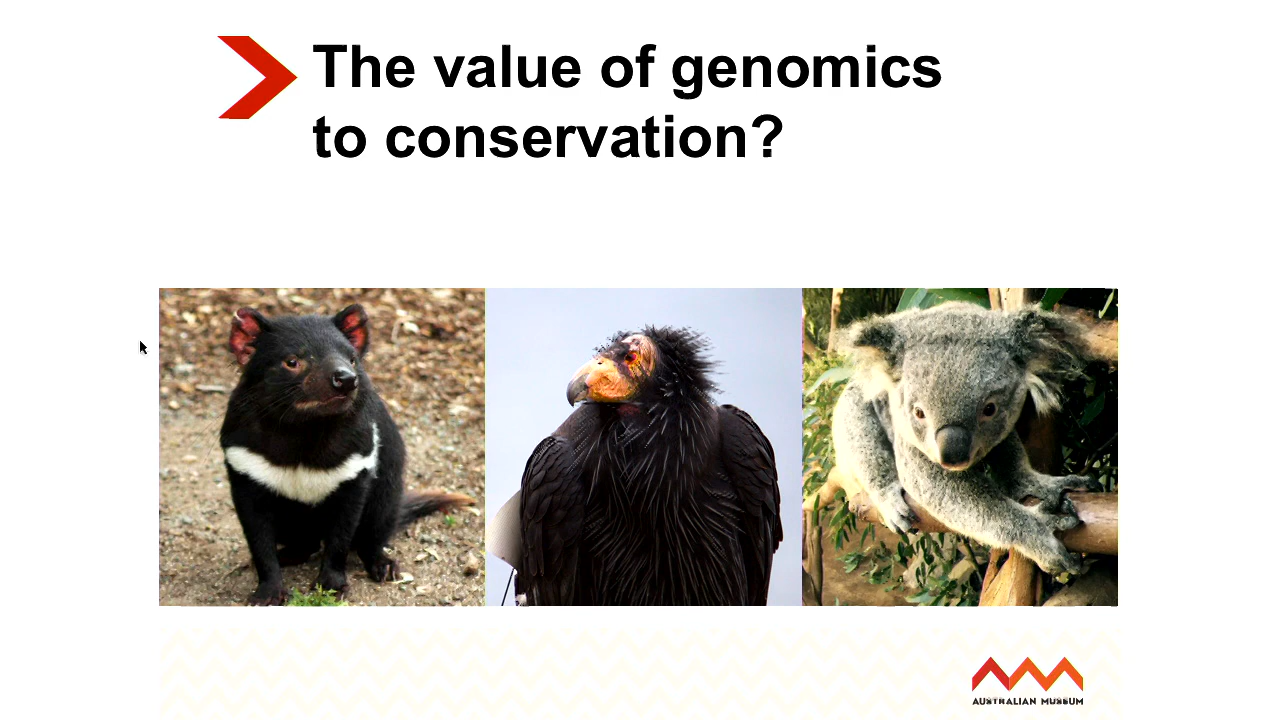 The value of genomics
to conservation?
AUSTRALIAN MUSEUM